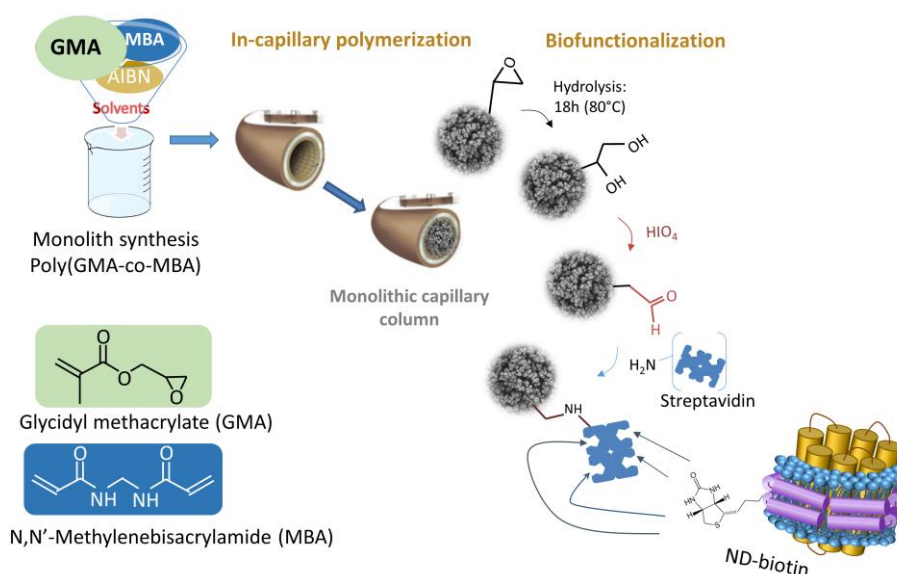 GMA
MBA
AIBN
Solvents
Monolith synthesis
Poly(GMA-co-MBA)
In-capillary polymerization
Monolithic capillary
column
Biofunctionalization
O
Hydrolysis:
18h (80°C)
OH
OH
HIO4
O
H
H2N
Streptavidin
NH
O
O
O
Glycidyl methacrylate (GMA)
O
O
NH
NH
N,N′-Methylenebisacrylamide (MBA)
O
HN
NH
H
H
S
ND-biotin